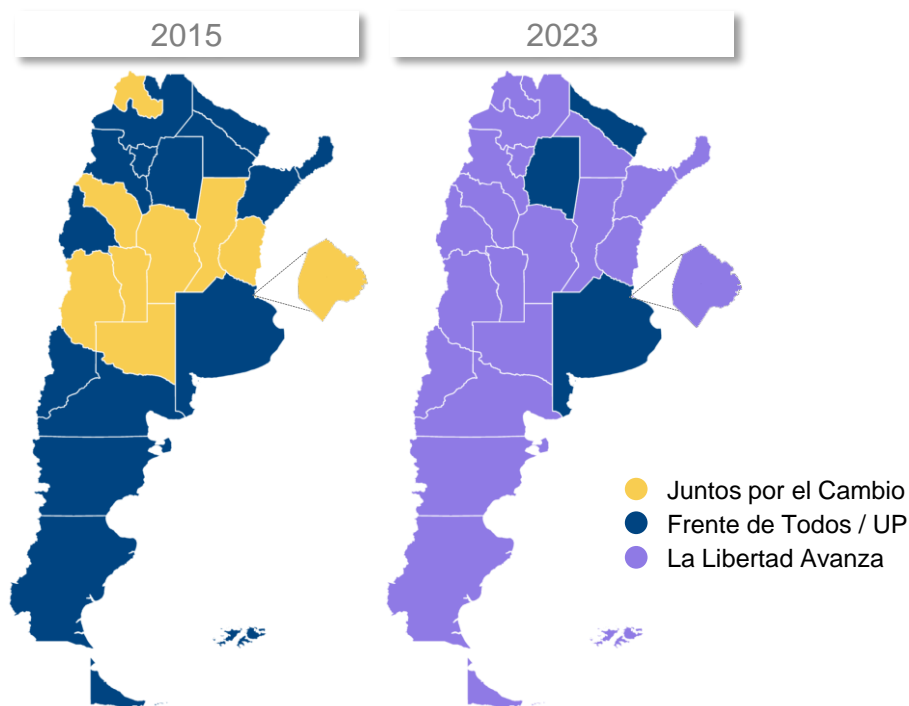 2015
2023
Juntos por el Cambio
Frente de Todos / UP
La Libertad Avanza